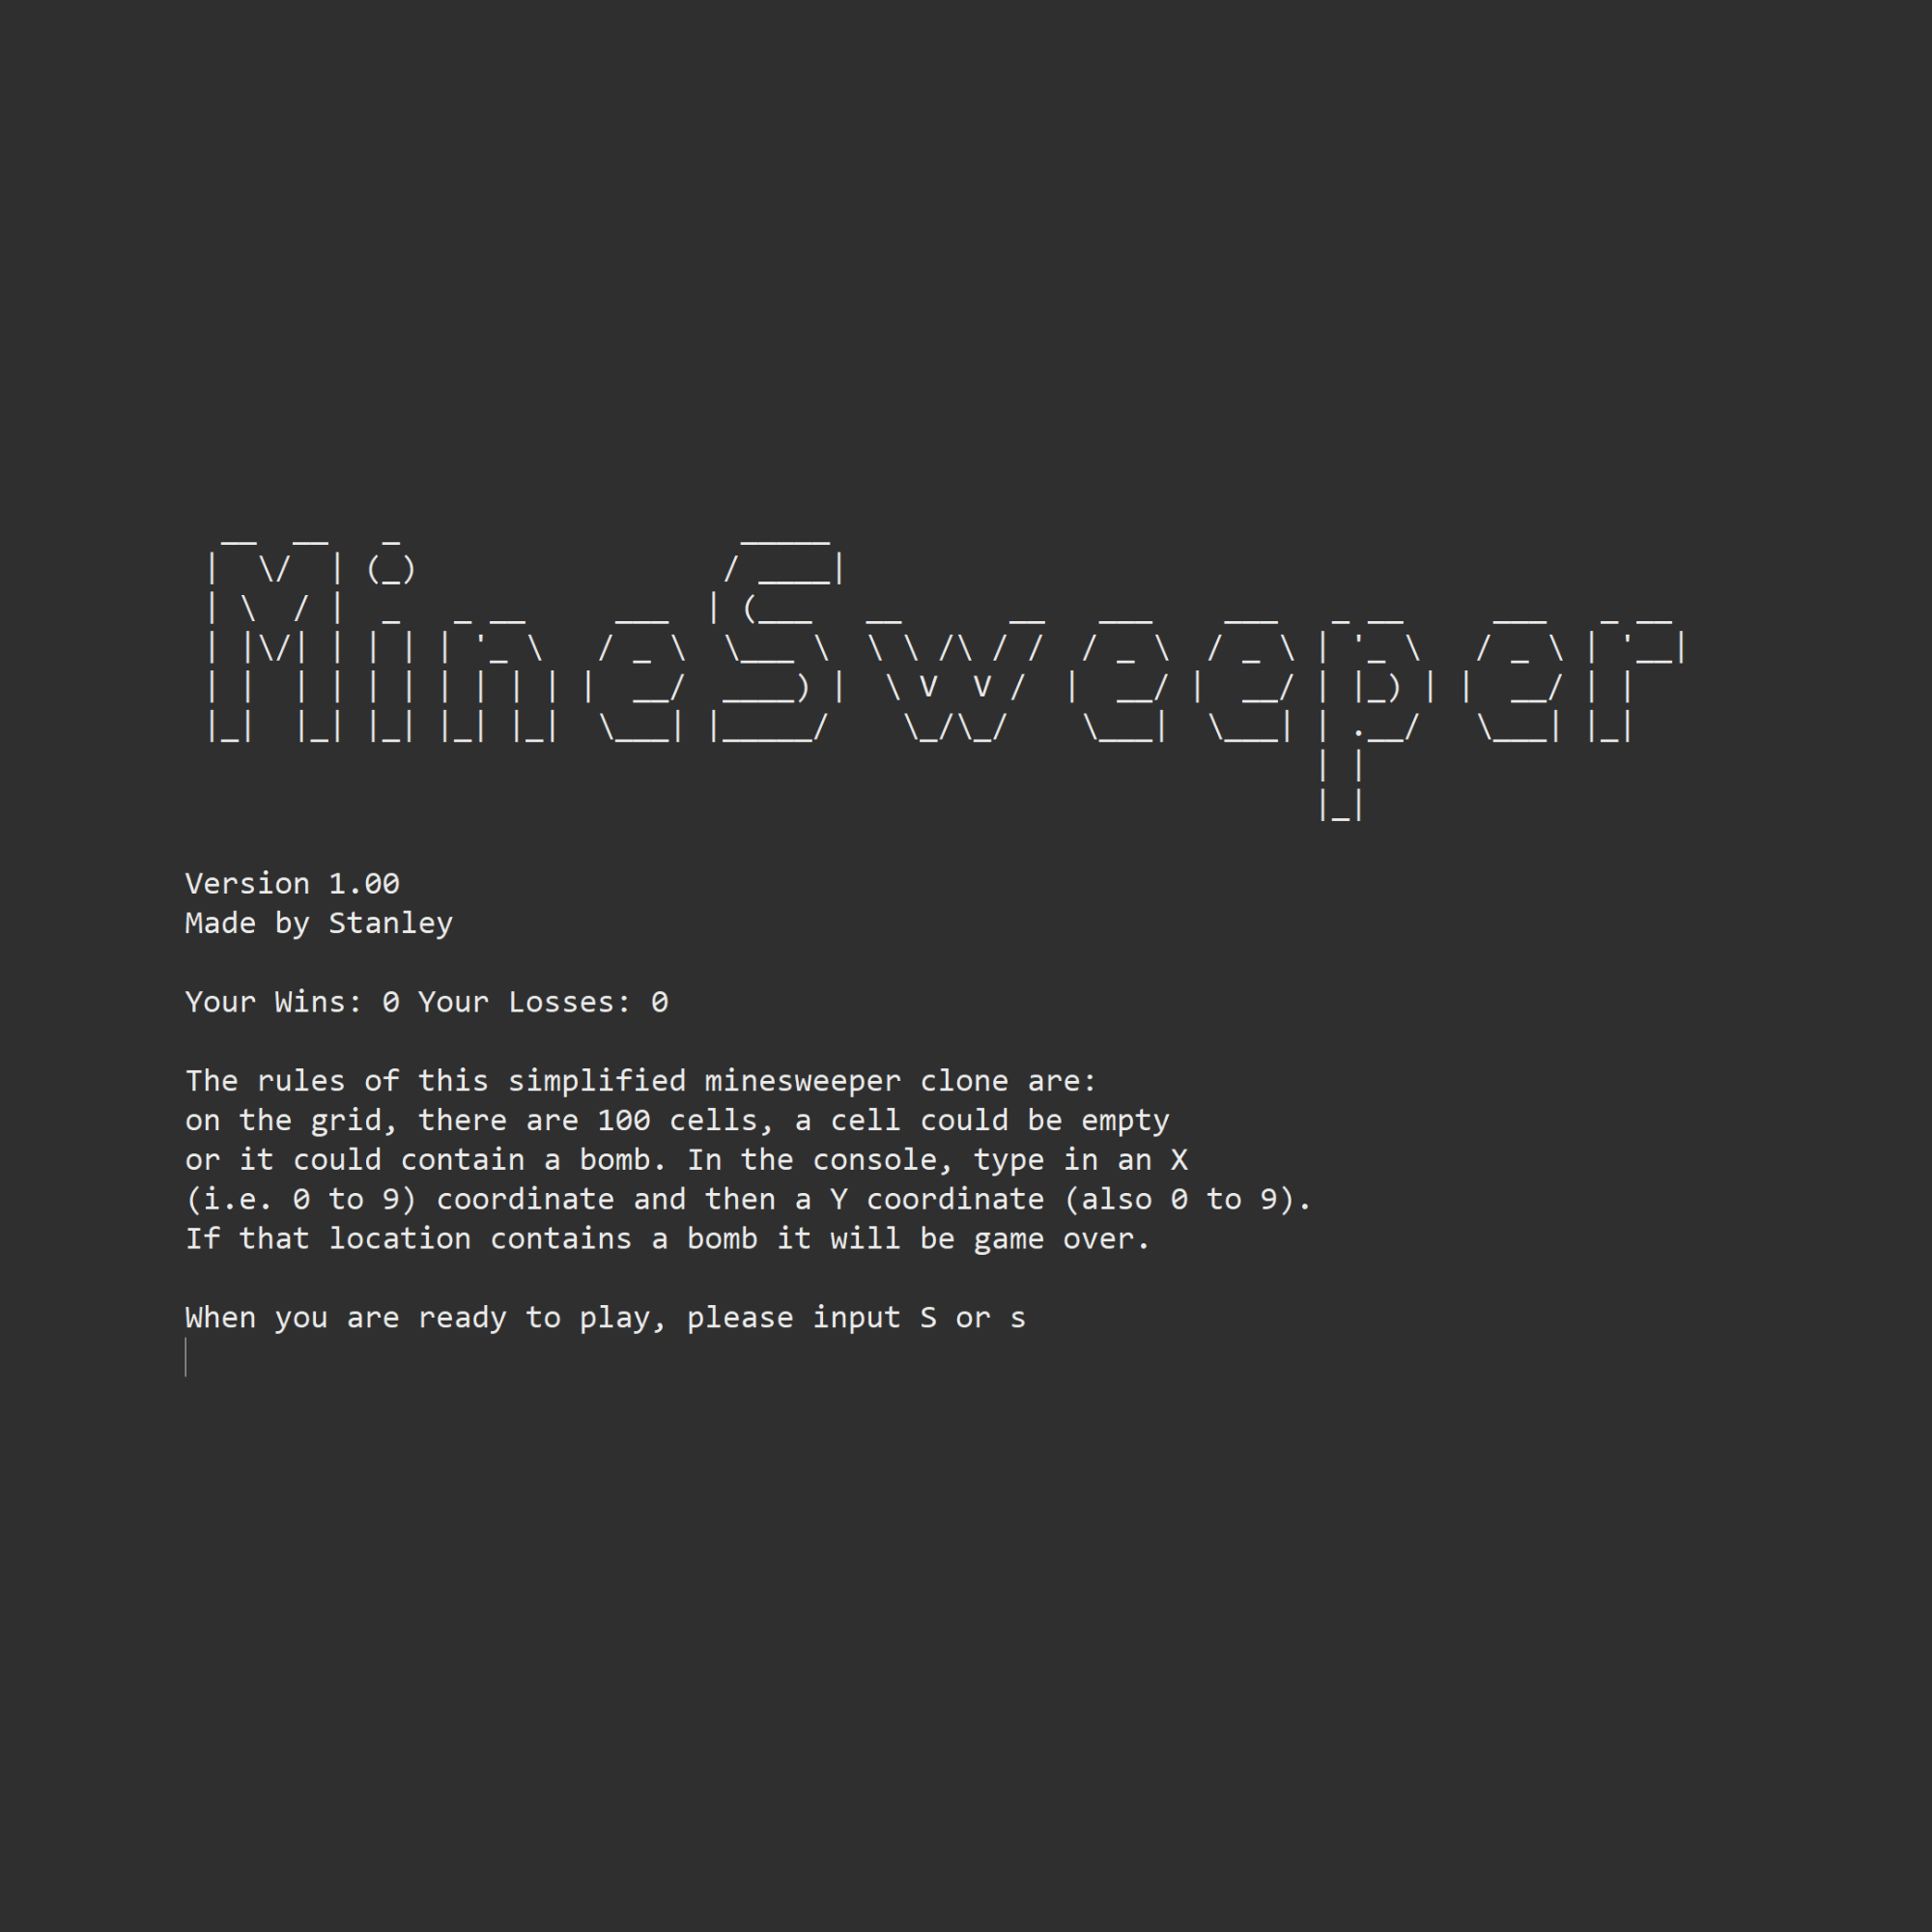 MineSweeper
Version 1.00
Made by Stanley
Your Wins: 0 Your Losses: 0
The rules of this simplified minesweeper clone are:
on the grid, there are 100 cells, a cell could be empty
or it could contain a bomb. In the console, type in an X
(i.e. 0 to 9) coordinate and then a Y coordinate (also 0 to 9).
If that location contains a bomb it will be game over.
When you are ready to play, please input S or s